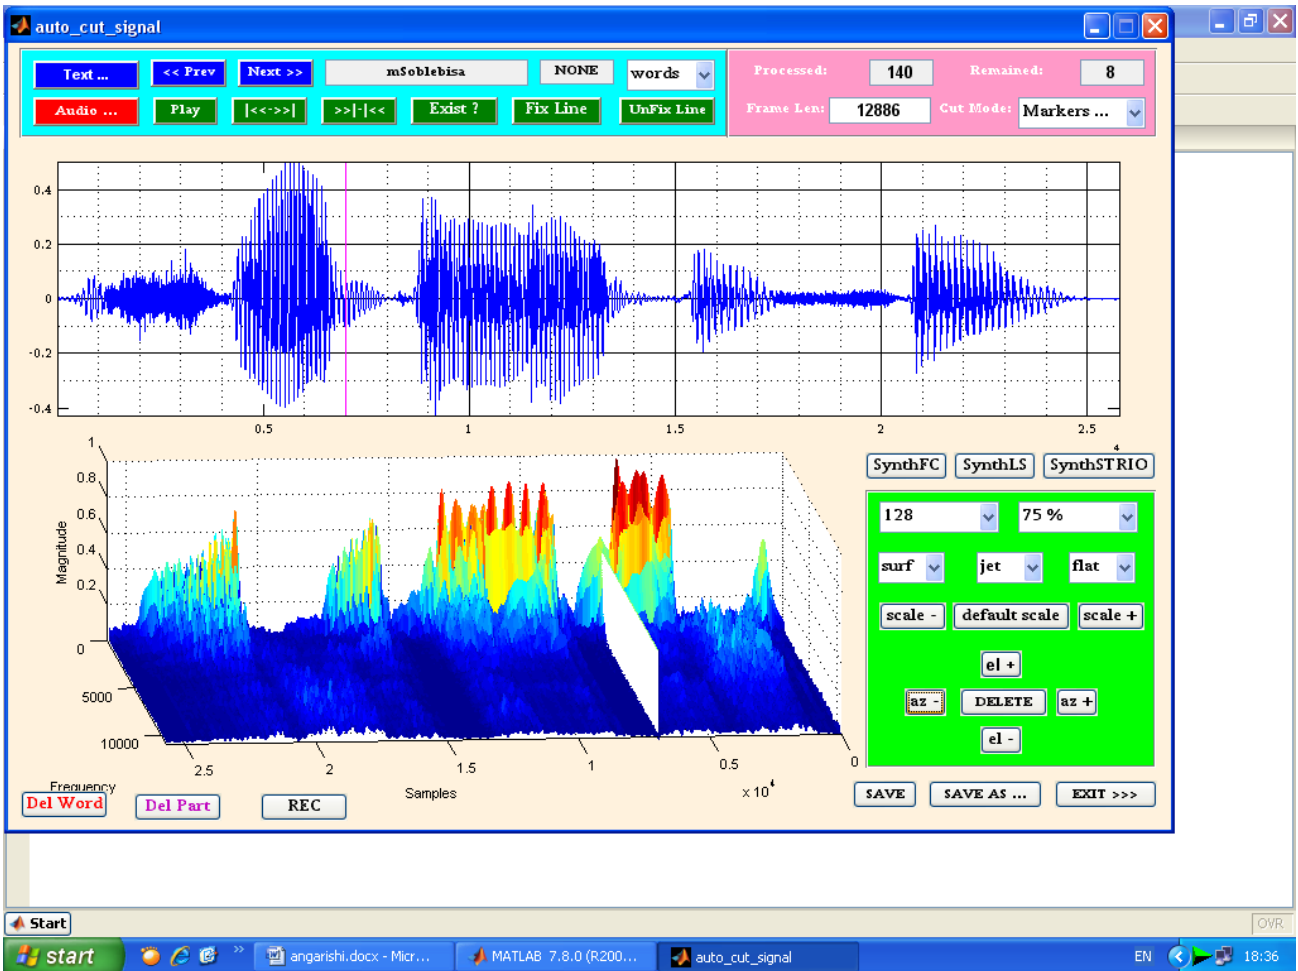 auto_cut_signal
Text ... << Prev Next >> mSoblebisa NONE words Processed: 140 Remained: 8
Audio ... Play |<<->>| >>|-|<< Exist ? Fix Line UnFix Line Frame Len: 12886 Cut Mode: Markers ...
0.4
0.2
0
-0.2
-0.4
0.5 1 1.5 2 2.5
4
SynthFC SynthLS SynthSTRIO
1
0.8
0.6
0.4
0.2
0
Magnitude
5000
10000
Frequency
2.5 2 1.5 1 0.5 0
Samples x 10^4
128 75 %
surf jet flat
scale - default scale scale +
el +
az - DELETE az +
el -
Del Word Del Part REC SAVE SAVE AS ... EXIT >>>
Start OVR
start angarishi.docx - Micr... MATLAB 7.8.0 (R200... auto_cut_signal EN 18:36